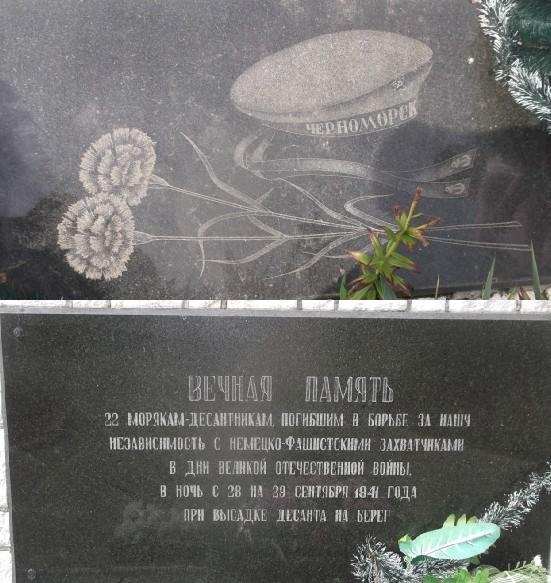 ЧЕРНОМОРСК
ВЕЧНАЯ ПАМЯТЬ
22 МОРЯКАМ-ДЕСАНТНИКАМ, ПОГИБШИМ В БОРЬБЕ ЗА НАШУ
НЕЗАВИСИМОСТЬ С НЕМЕЦКО-ФАШИСТСКИМИ ЗАХВАТЧИКАМИ
В ДНИ ВЕЛИКОЙ ОТЕЧЕСТВЕННОЙ ВОЙНЫ,
В НОЧЬ С 28 НА 29 СЕНТЯБРЯ 1941 ГОДА
ПРИ ВЫСАДКЕ ДЕСАНТА НА БЕРЕГ